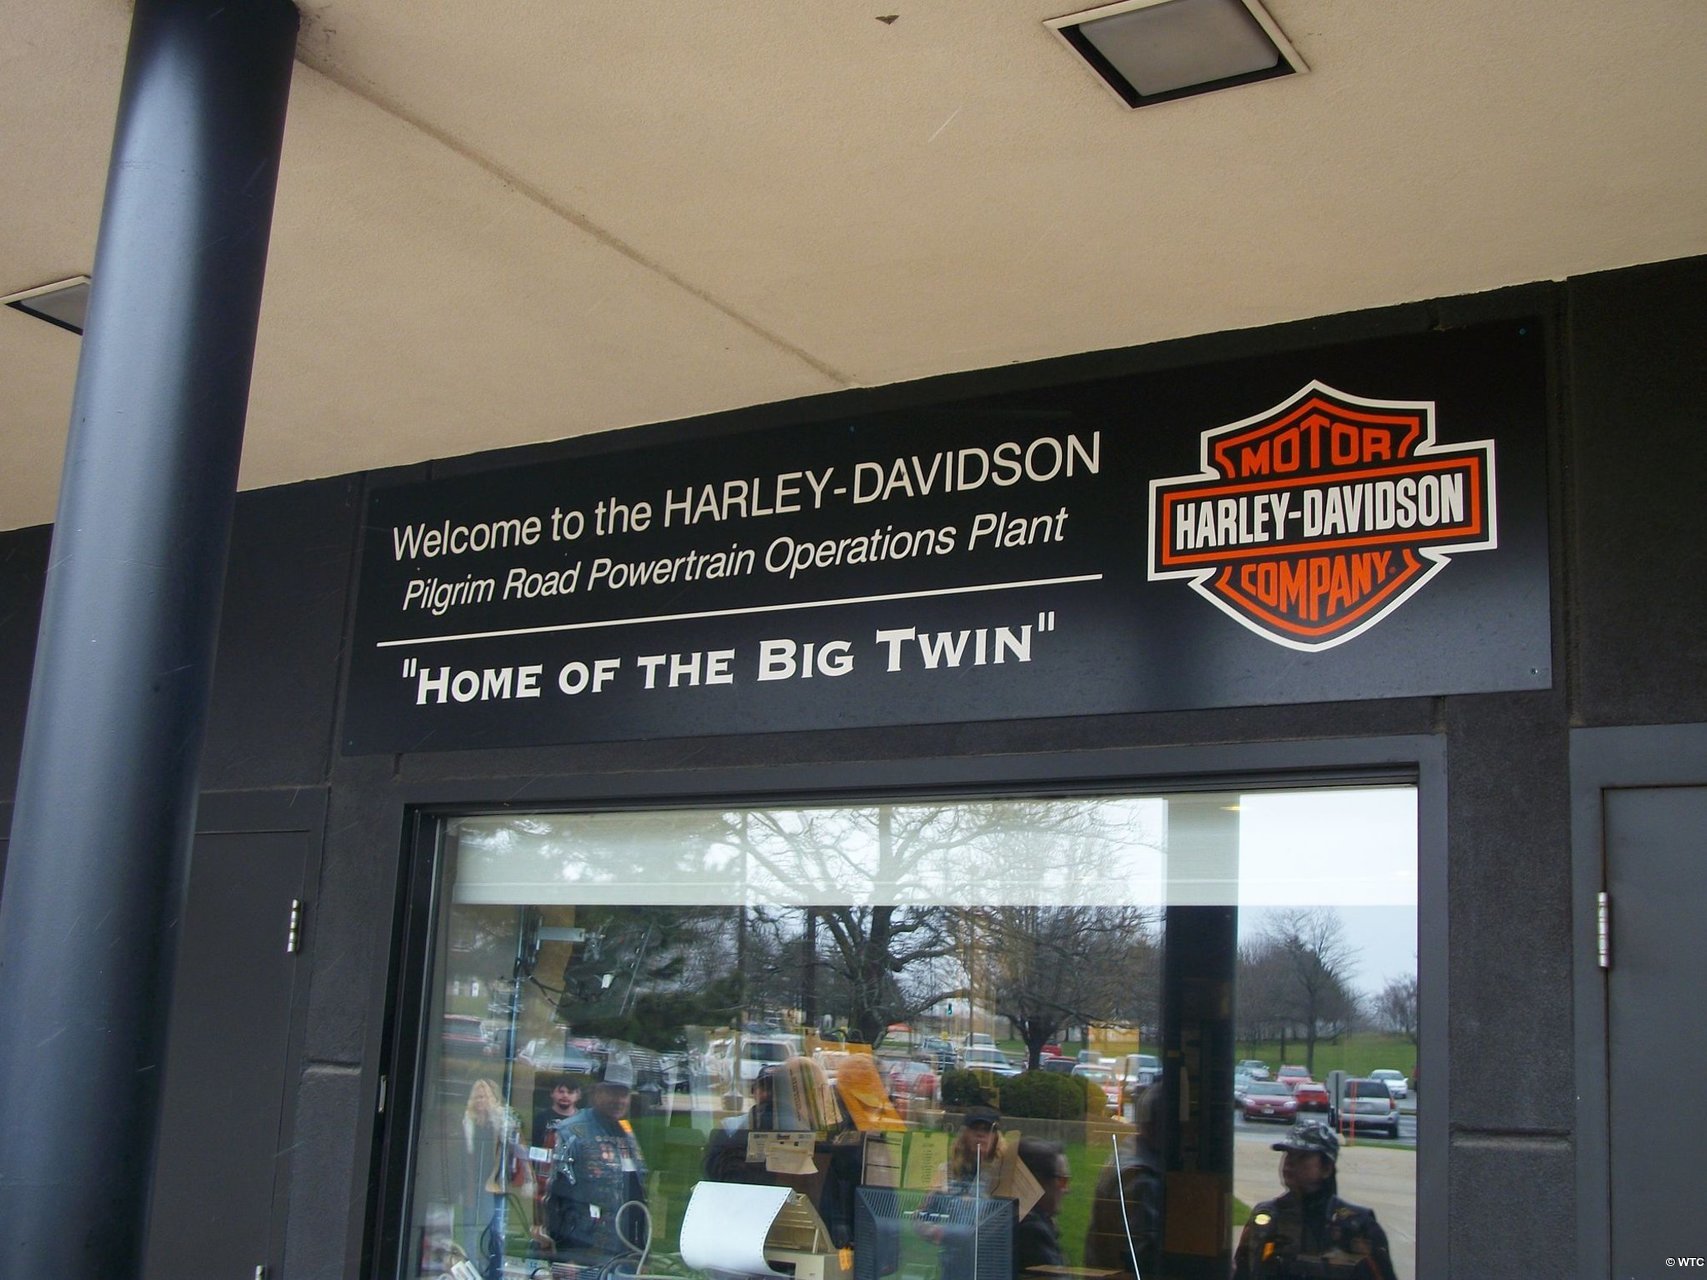 Welcome to the HARLEY-DAVIDSON
Pilgrim Road Powertrain Operations Plant
"HOME OF THE BIG TWIN"
MOTOR
HARLEY-DAVIDSON
COMPANY
© WTC